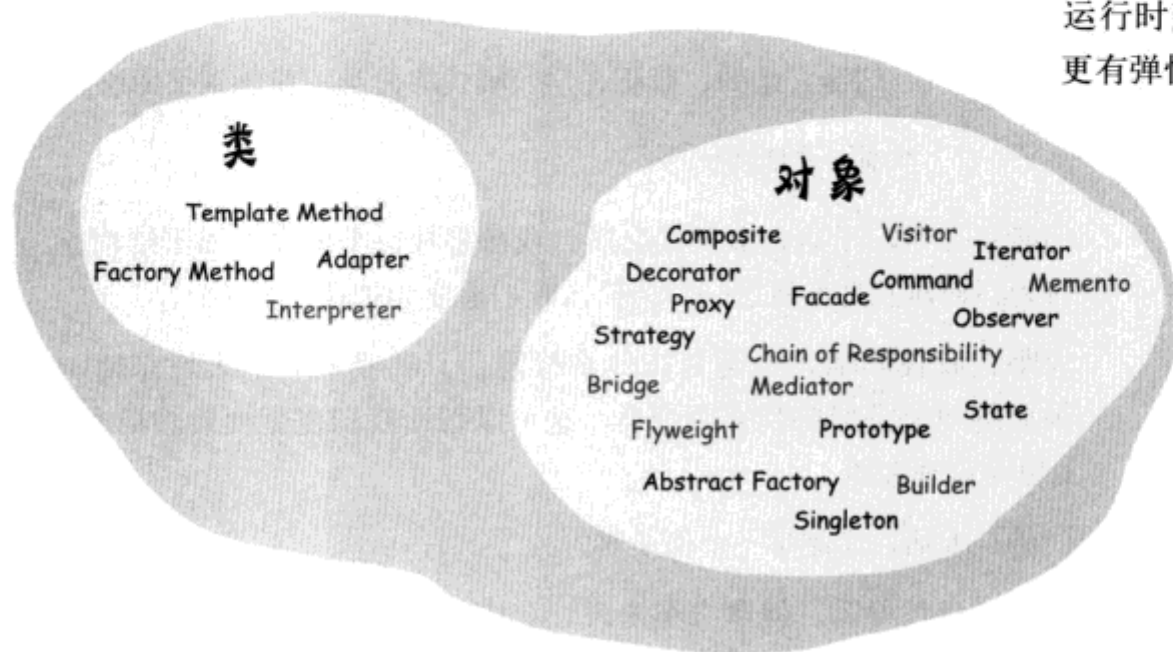 运行时
更有弹性
类
Template Method
Factory Method
Adapter
Interpreter
对象
Composite
Visitor
Iterator
Decorator
Command
Memento
Proxy
Facade
Observer
Strategy
Chain of Responsibility
Bridge
Mediator
State
Flyweight
Prototype
Abstract Factory
Builder
Singleton